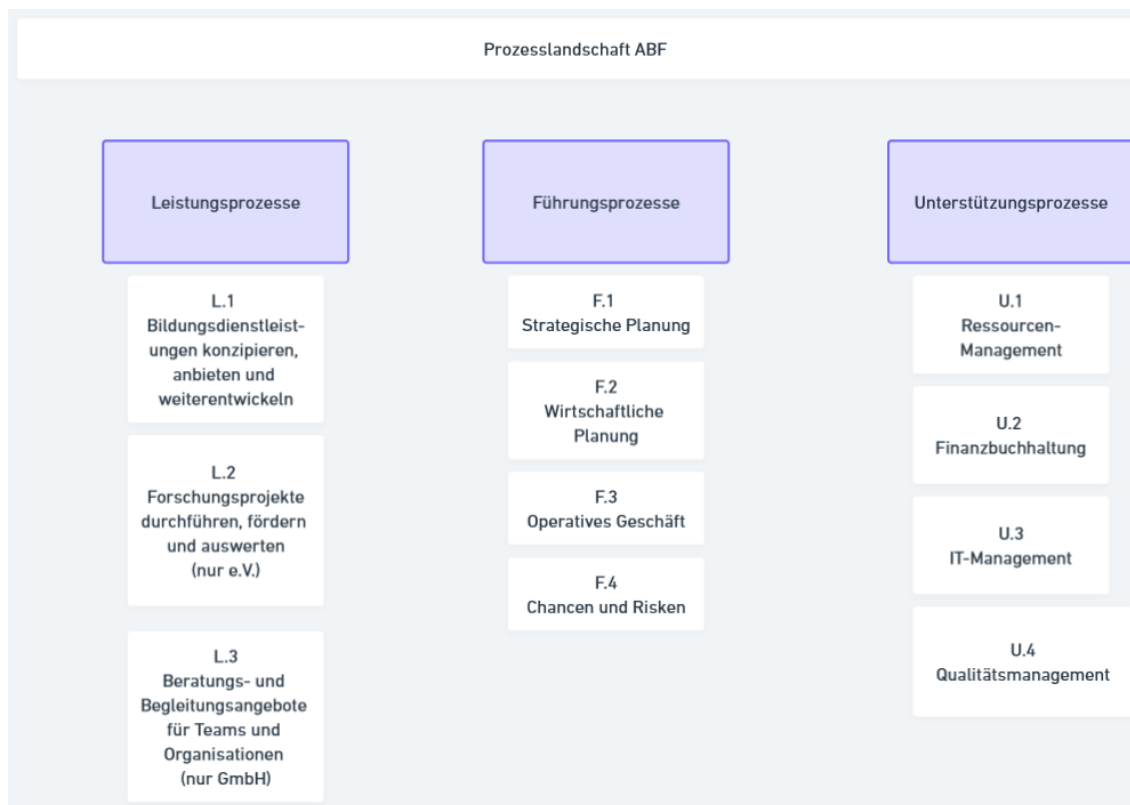 Prozesslandschaft ABF
Leistungsprozesse
L.1
Bildungsdienstleist-
ungen konzipieren,
anbieten und
weiterentwickeln
L.2
Forschungsprojekte
durchführen, fördern
und auswerten
(nur e.V.)
L.3
Beratungs- und
Begleitungsangebote
für Teams und
Organisationen
(nur GmbH)
Führungsprozesse
F.1
Strategische Planung
F.2
Wirtschaftliche
Planung
F.3
Operatives Geschäft
F.4
Chancen und Risken
Unterstützungsprozesse
U.1
Ressourcen-
Management
U.2
Finanzbuchhaltung
U.3
IT-Management
U.4
Qualitätsmanagement